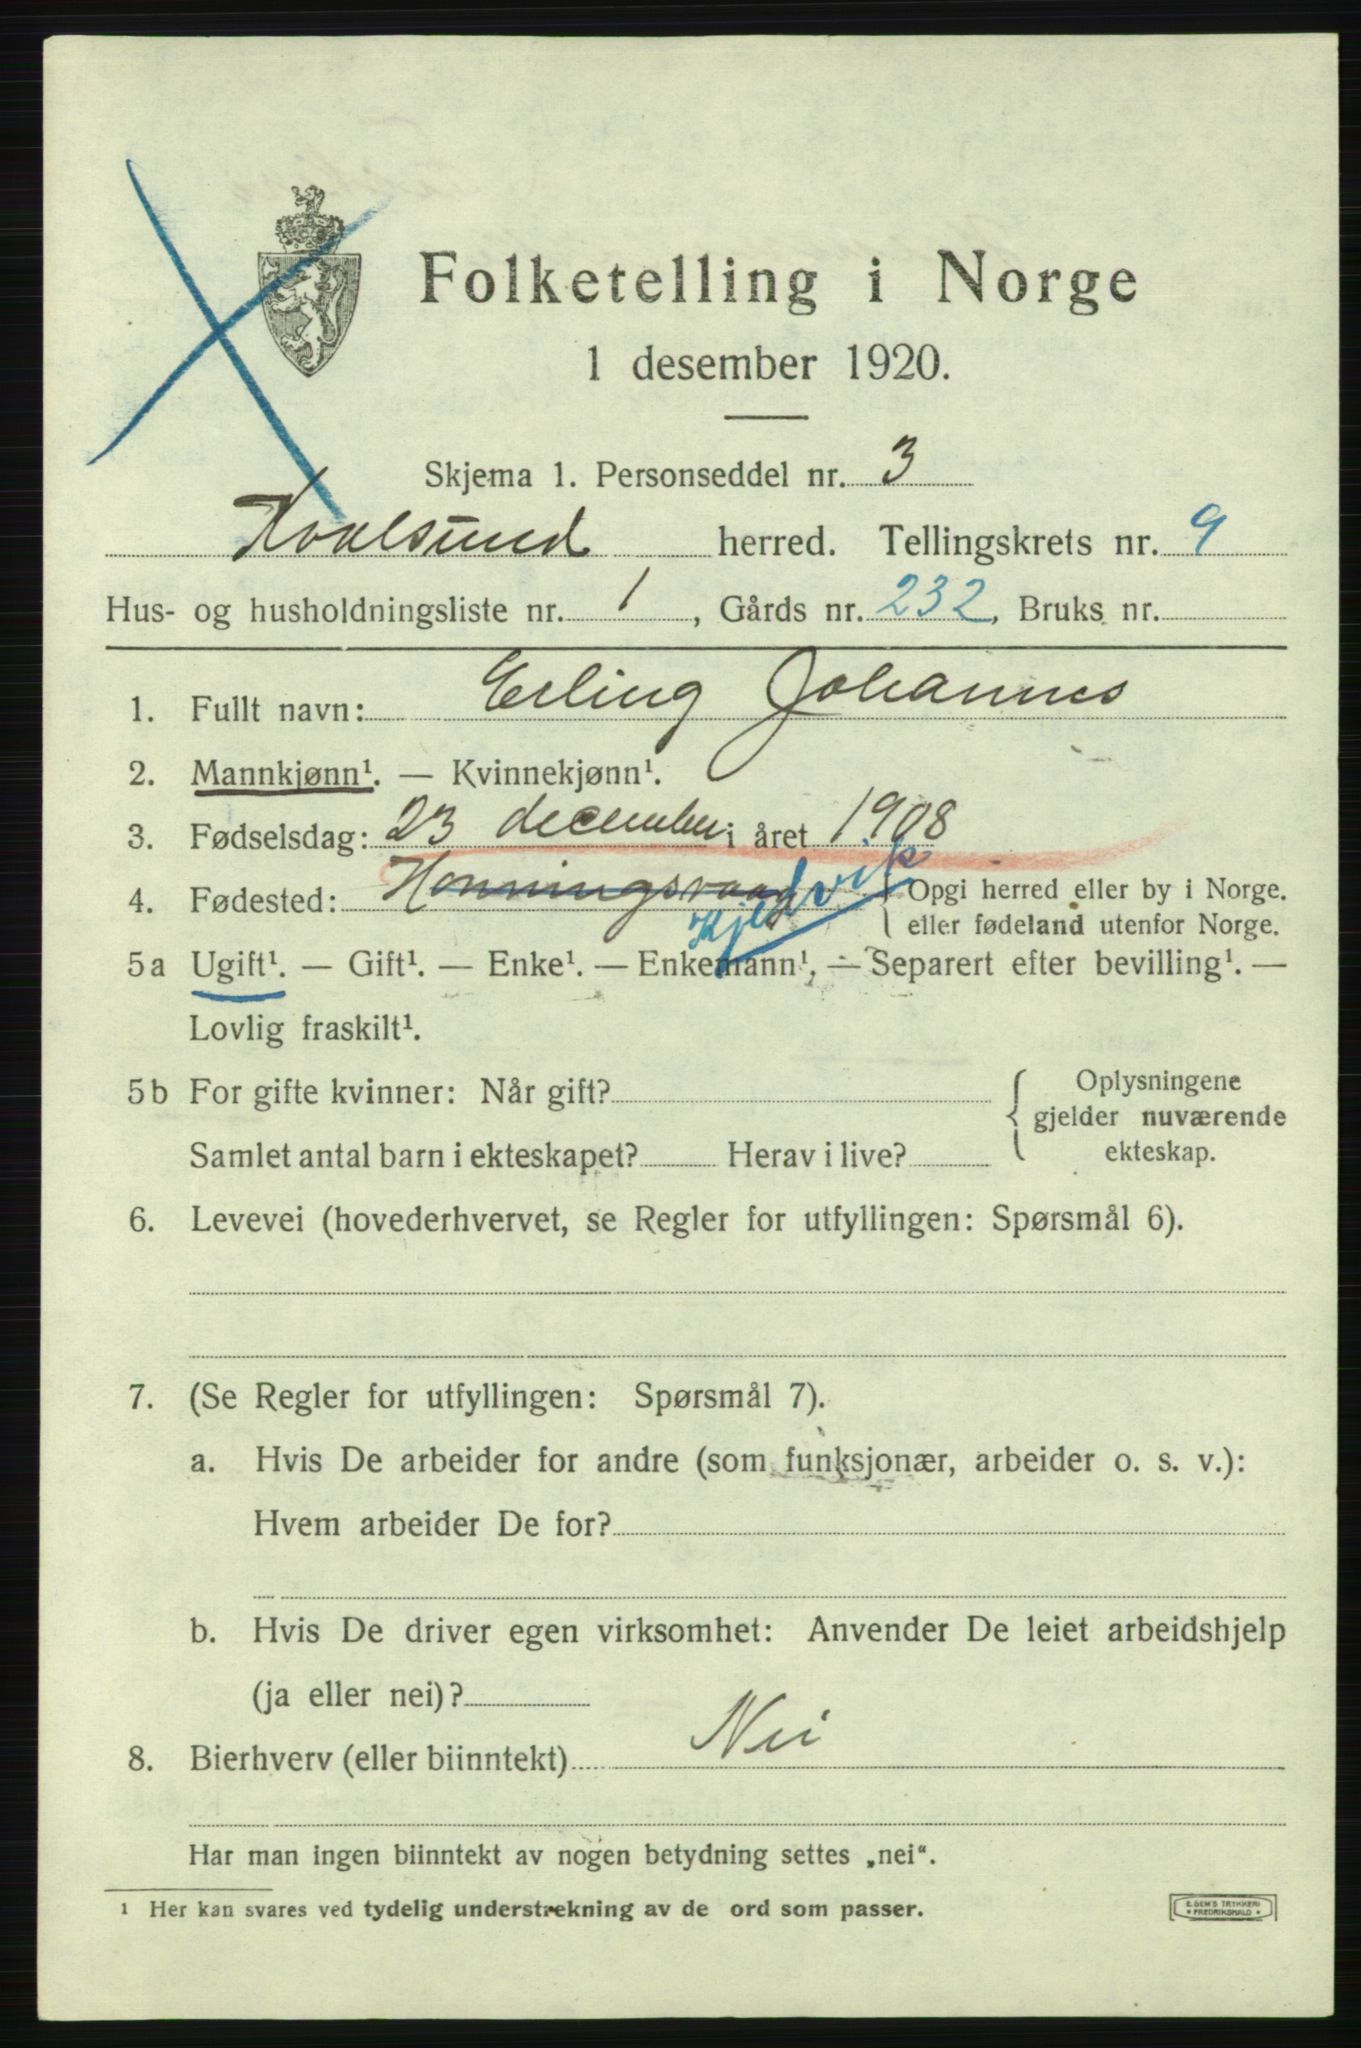 Folketelling i Norge
1 desember 1920.
Skjema 1. Personseddel nr. 3
Kvalsund herred. Tellingskrets nr. 9
Hus- og husholdningsliste nr. 1, Gårds nr. 232, Bruks nr.
1. Fullt navn: Erling Johannes
2. Mannkjønn¹. — Kvinnekjønn¹.
3. Fødselsdag: 23 december i året 1908
4. Fødested: Honningsvaag Kjelvik { Opgi herred eller by i Norge.
eller fødeland utenfor Norge.
5a Ugift¹. — Gift¹. — Enke¹. — Enkemann¹. — Separert efter bevilling¹. —
Lovlig fraskilt¹.
5b For gifte kvinner: Når gift? { Oplysningene
gjelder nuværende
Samlet antal barn i ekteskapet? Herav i live? ekteskap.
6. Levevei (hovederhvervet, se Regler for utfyllingen: Spørsmål 6).
7. (Se Regler for utfyllingen: Spørsmål 7).
a. Hvis De arbeider for andre (som funksjonær, arbeider o. s. v.):
Hvem arbeider De for?
b. Hvis De driver egen virksomhet: Anvender De leiet arbeidshjelp
(ja eller nei)?
8. Bierhverv (eller biinntekt) Nei
Har man ingen biinntekt av nogen betydning settes „nei“.
¹ Her kan svares ved tydelig understrekning av de ord som passer.
E. SEM'S TRYKKERI
FREDRIKSHALD